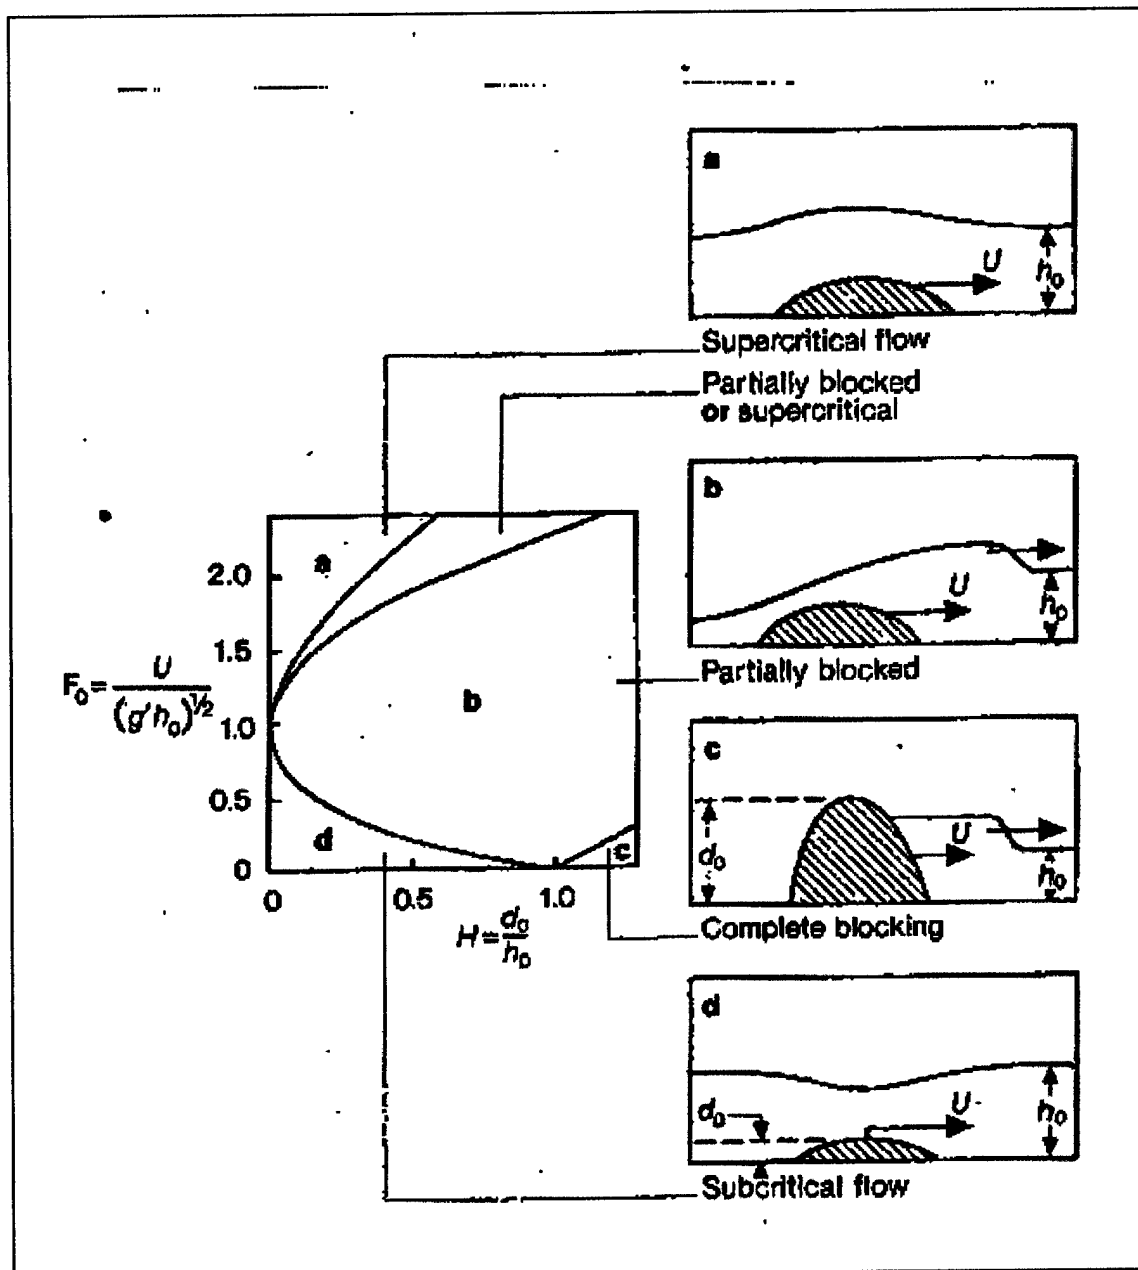 a
U
h₀
Supercritical flow
Partially blocked
or supercritical
b
U
h₀
Partially blocked
c
d₀
U
h₀
Complete blocking
d
d₀
U
h₀
Subcritical flow
a
b
c
d
2.0
1.5
1.0
0.5
0
F₀ = U / (g'h₀)^½
0 0.5 1.0
H = d₀ / h₀